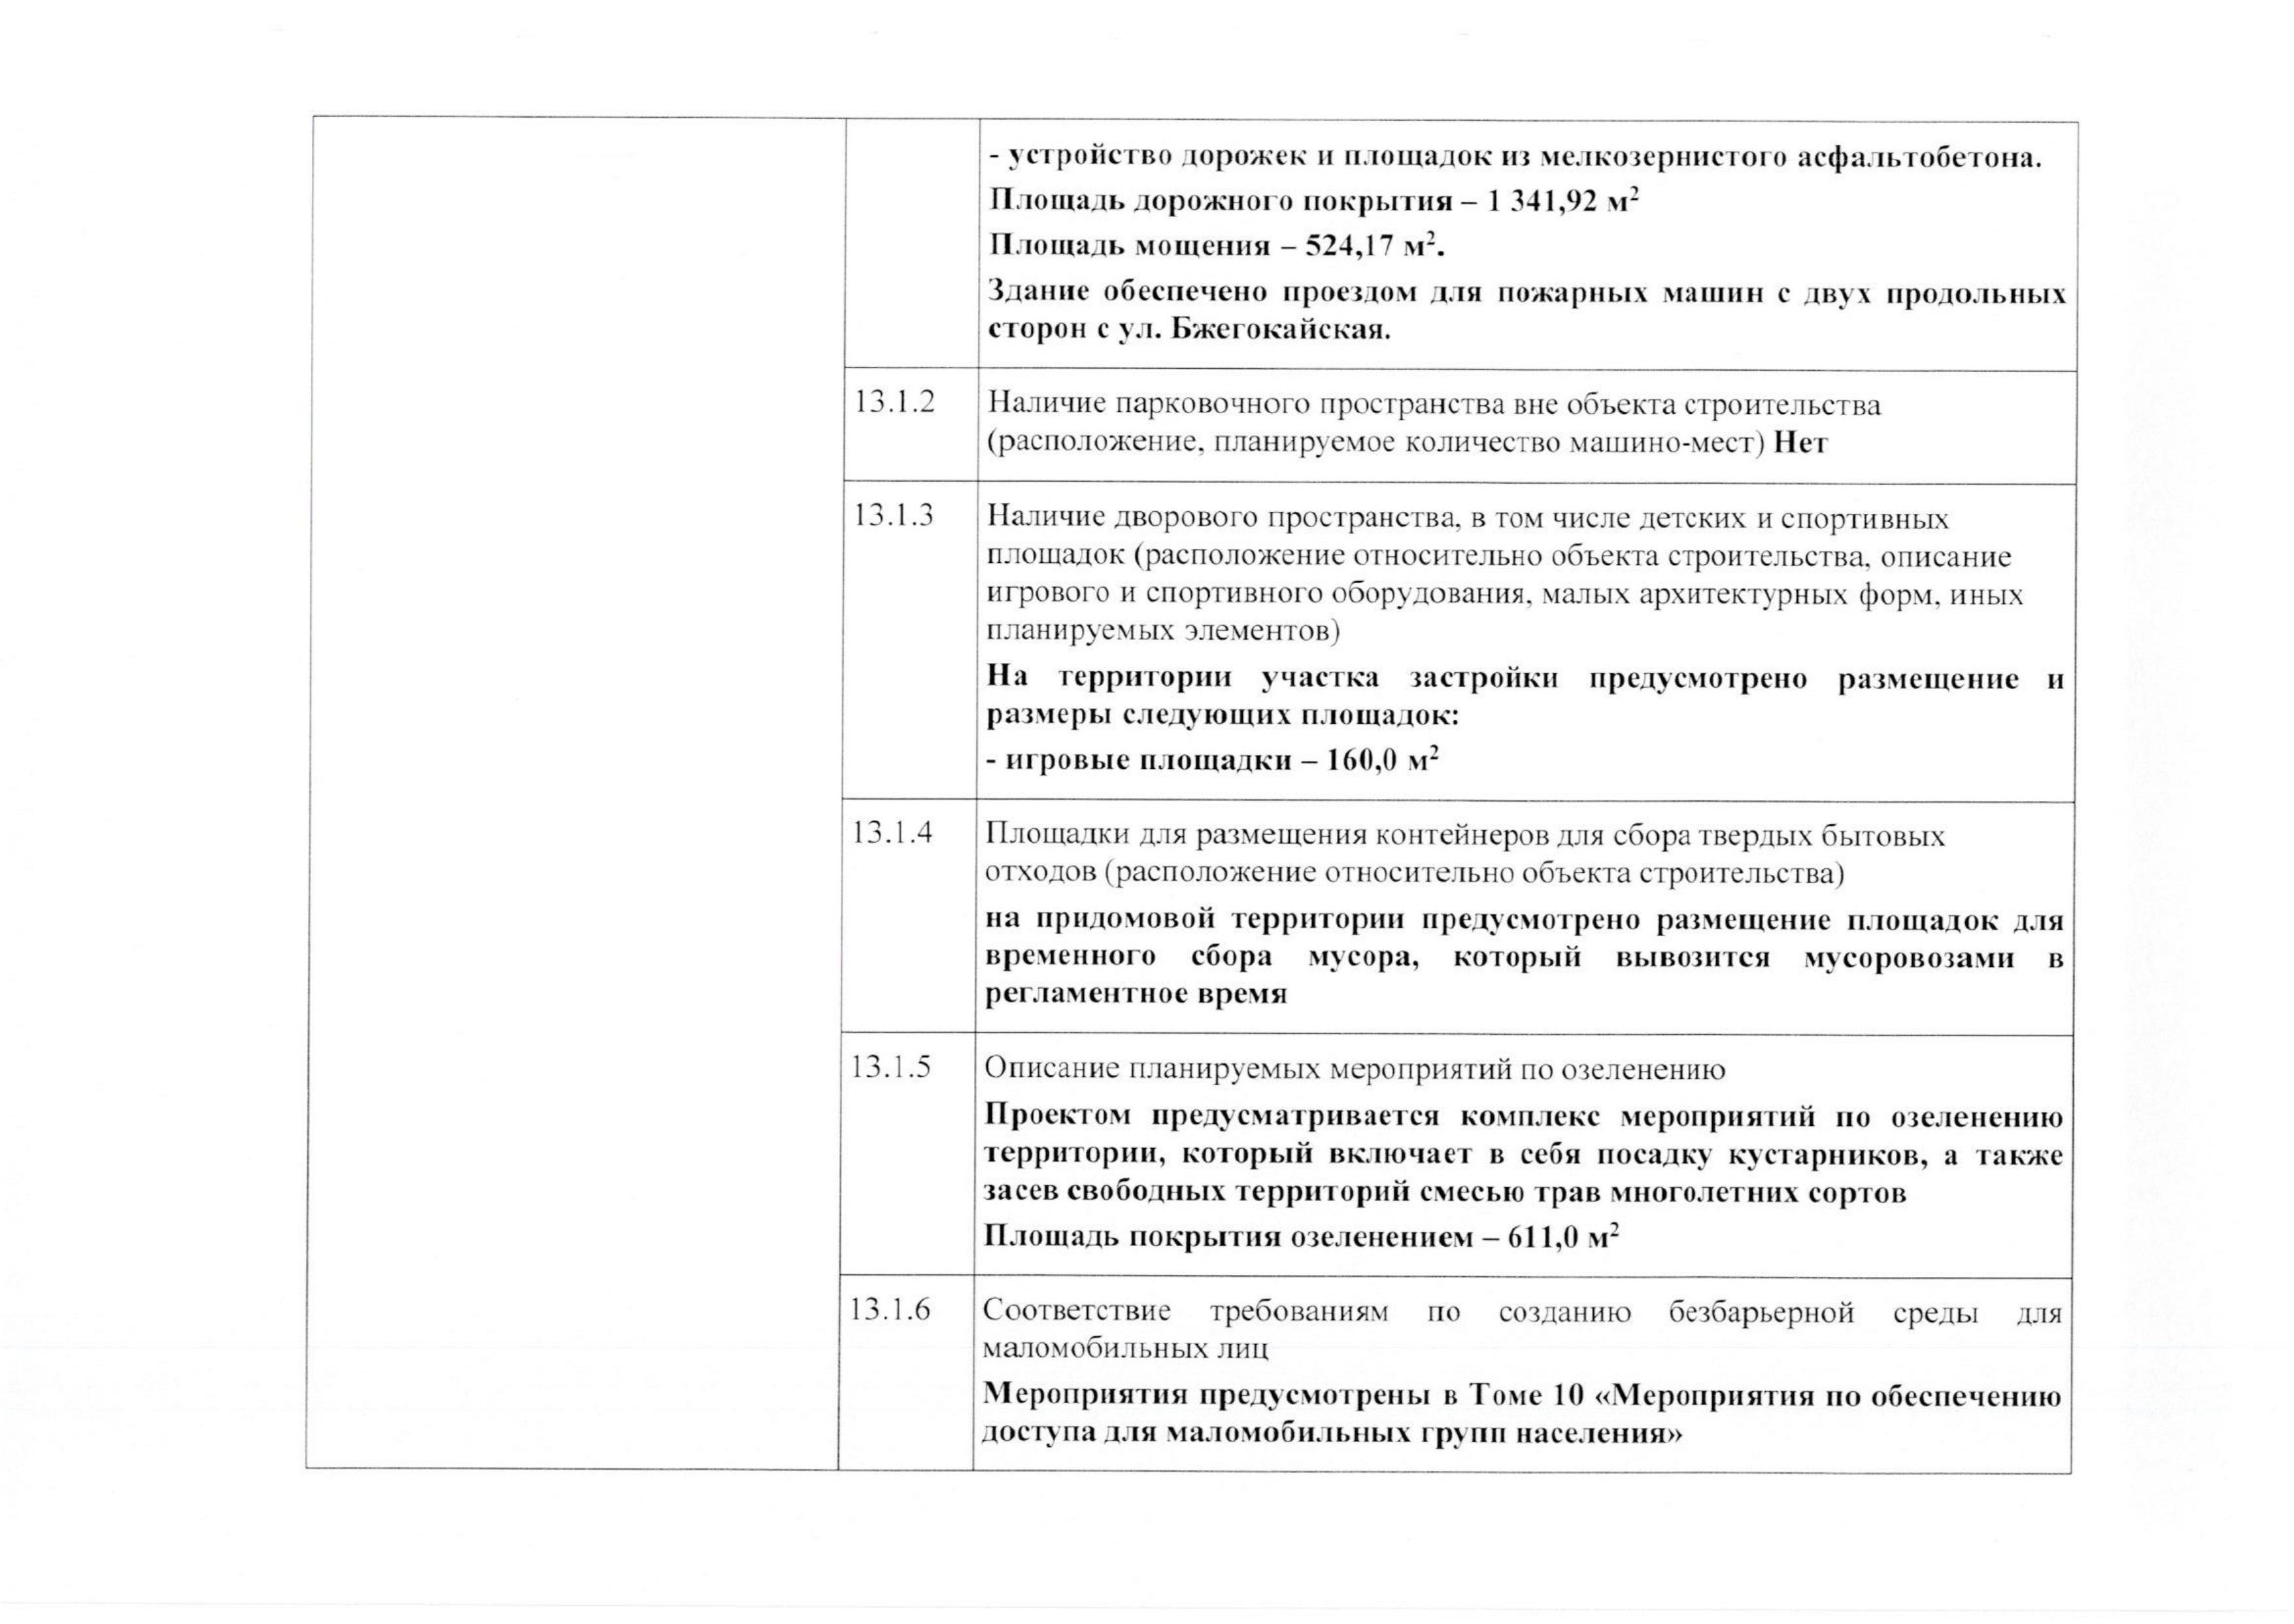 - устройство дорожек и площадок из мелкозернистого асфальтобетона.
Площадь дорожного покрытия – 1 341,92 м²
Площадь мощения – 524,17 м².
Здание обеспечено проездом для пожарных машин с двух продольных
сторон с ул. Бжегокайская.
13.1.2 Наличие парковочного пространства вне объекта строительства
(расположение, планируемое количество машино-мест) Нет
13.1.3 Наличие дворового пространства, в том числе детских и спортивных
площадок (расположение относительно объекта строительства, описание
игрового и спортивного оборудования, малых архитектурных форм, иных
планируемых элементов)
На территории участка застройки предусмотрено размещение и
размеры следующих площадок:
- игровые площадки – 160,0 м²
13.1.4 Площадки для размещения контейнеров для сбора твердых бытовых
отходов (расположение относительно объекта строительства)
на придомовой территории предусмотрено размещение площадок для
временного сбора мусора, который вывозится мусоровозами в
регламентное время
13.1.5 Описание планируемых мероприятий по озеленению
Проектом предусматривается комплекс мероприятий по озеленению
территории, который включает в себя посадку кустарников, а также
засев свободных территорий смесью трав многолетних сортов
Площадь покрытия озеленением – 611,0 м²
13.1.6 Соответствие требованиям по созданию безбарьерной среды для
маломобильных лиц
Мероприятия предусмотрены в Томе 10 «Мероприятия по обеспечению
доступа для маломобильных групп населения»